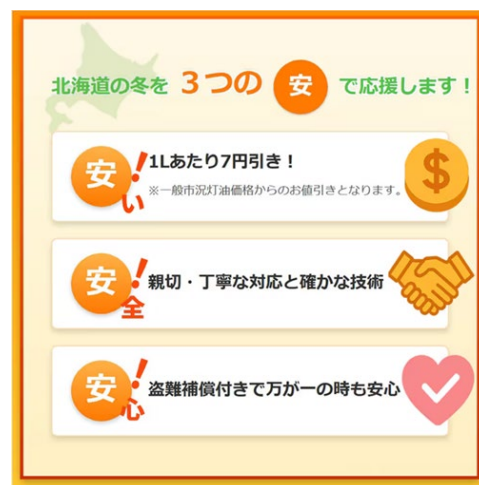 北海道の冬を 3つの 安 で応援します！
安い！ 1Lあたり7円引き！
※一般市況灯油価格からのお値引きとなります。
安全！ 親切・丁寧な対応と確かな技術
安心！ 盗難補償付きで万が一の時も安心